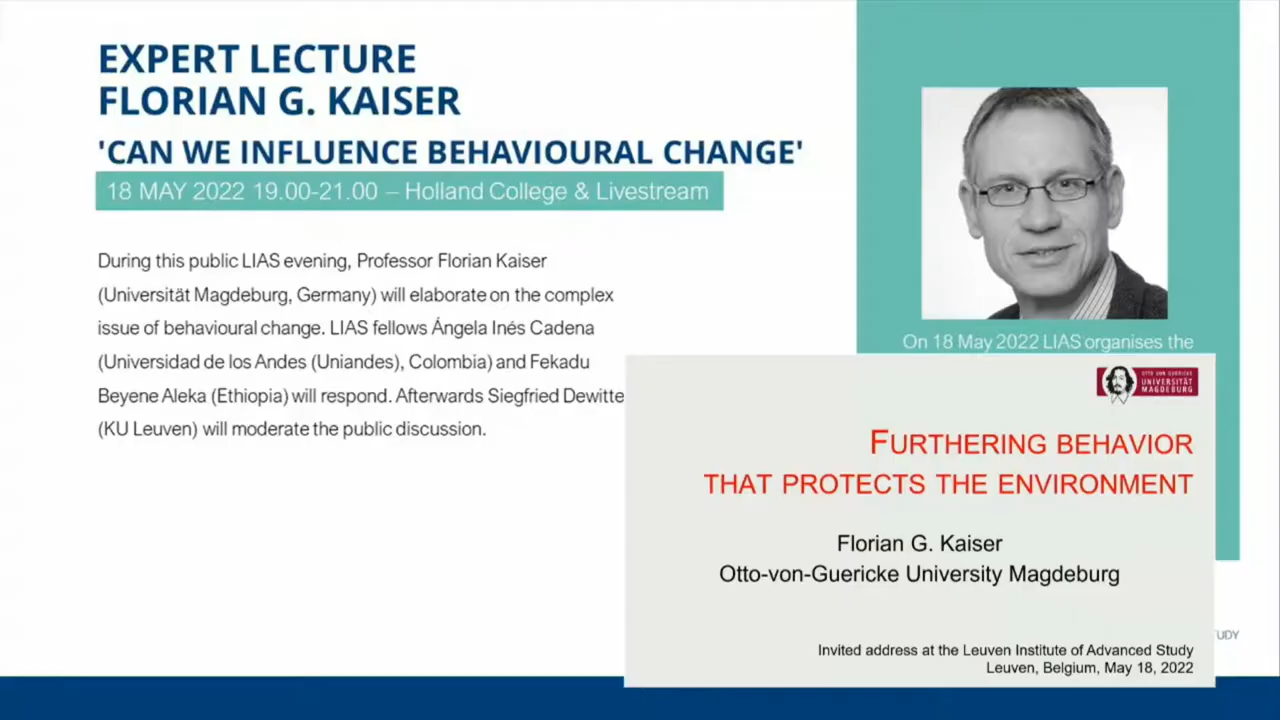 EXPERT LECTURE
FLORIAN G. KAISER
'CAN WE INFLUENCE BEHAVIOURAL CHANGE'
18 MAY 2022 19.00-21.00 – Holland College & Livestream
During this public LIAS evening, Professor Florian Kaiser
(Universität Magdeburg, Germany) will elaborate on the complex
issue of behavioural change. LIAS fellows Ángela Inés Cadena
(Universidad de los Andes (Uniandes), Colombia) and Fekadu
Beyene Aleka (Ethiopia) will respond. Afterwards Siegfried Dewitte
(KU Leuven) will moderate the public discussion.
On 18 May 2022 LIAS organises the
OTTO VON GUERICKE
UNIVERSITÄT
MAGDEBURG
FURTHERING BEHAVIOR
THAT PROTECTS THE ENVIRONMENT
Florian G. Kaiser
Otto-von-Guericke University Magdeburg
Invited address at the Leuven Institute of Advanced Study
Leuven, Belgium, May 18, 2022